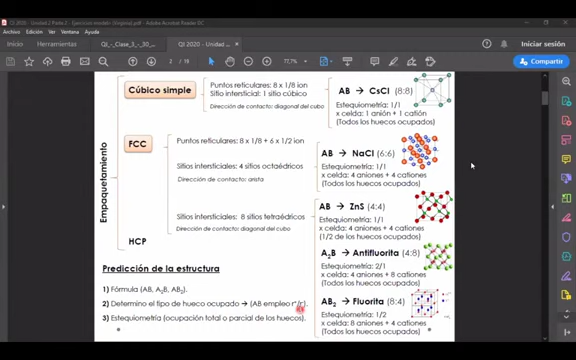 QI 2020 - Unidad 2 Parte 2 - Ejercicios modelo (Virginia).pdf - Adobe Acrobat Reader DC
Archivo Edición Ver Ventana Ayuda
Inicio Herramientas QI_-_Clase_3_-_30_... QI 2020 - Unidad ... × Iniciar sesión
2 / 18 77,7% Compartir
Empaquetamiento
Cúbico simple
Puntos reticulares: 8 x 1/8 ion
Sitio intersticial: 1 sitio cúbico
Dirección de contacto: diagonal del cubo
AB → CsCl (8:8)
Estequiometría: 1/1
x celda: 1 anión + 1 catión
(Todos los huecos ocupados)
FCC
Puntos reticulares: 8 x 1/8 + 6 x 1/2 ion
Sitios intersticiales: 4 sitios octaédricos
Dirección de contacto: arista
AB → NaCl (6:6)
Estequiometría: 1/1
x celda: 4 aniones + 4 cationes
(Todos los huecos ocupados)
Sitios intersticiales: 8 sitios tetraédricos
Dirección de contacto: diagonal del cubo
AB → ZnS (4:4)
Estequiometría: 1/1
x celda: 4 aniones + 4 cationes
(1/2 de los huecos ocupados)
HCP
A2B → Antifluorita (4:8)
Estequiometría: 2/1
x celda: 4 aniones + 8 cationes
(Todos los huecos ocupados)
AB2 → Fluorita (8:4)
Estequiometría: 1/2
x celda: 8 aniones + 4 cationes
(Todos los huecos ocupados)
Predicción de la estructura
1) Fórmula (AB, A2B, AB2).
2) Determino el tipo de hueco ocupado → (AB empleo r+/r-).
3) Estequiometría (ocupación total o parcial de los huecos).